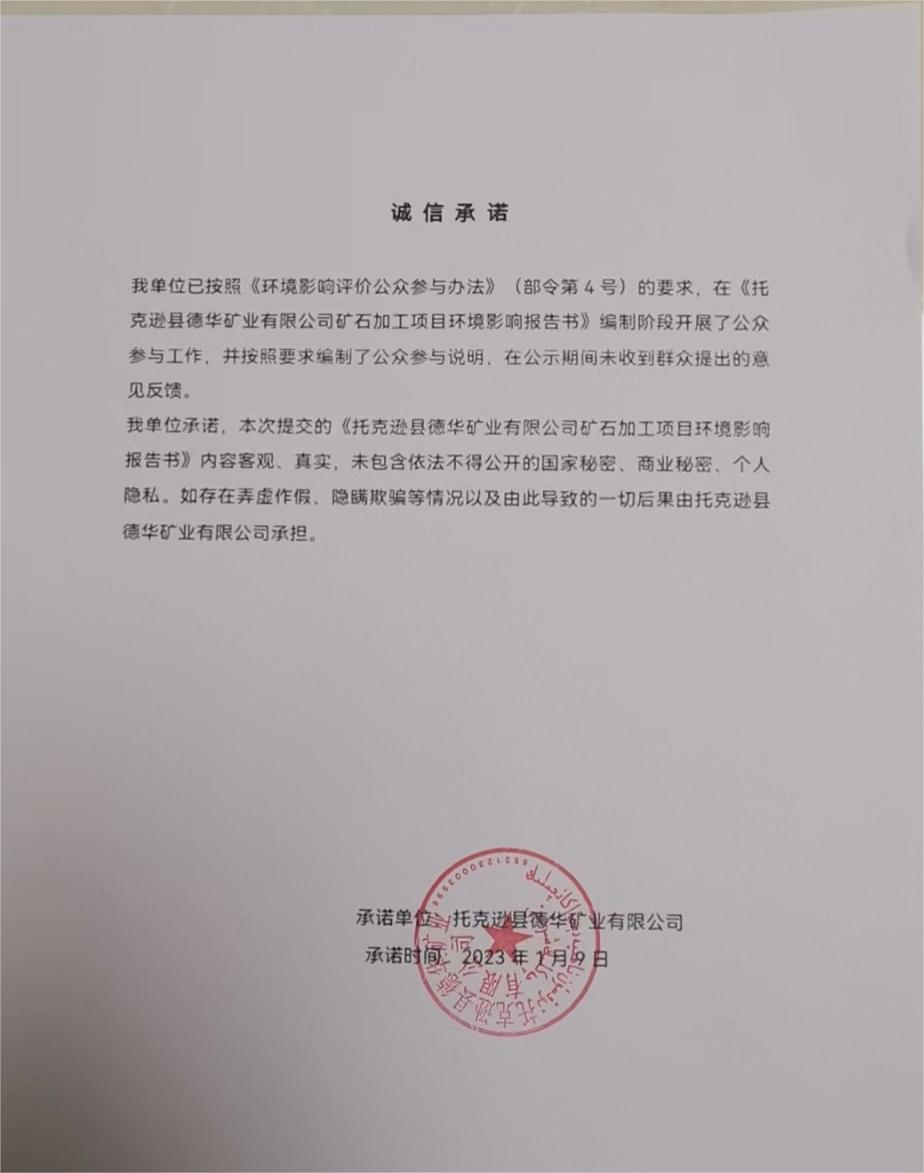 诚信承诺
我单位已按照《环境影响评价公众参与办法》（部令第4号）的要求，在《托
克逊县德华矿业有限公司矿石加工项目环境影响报告书》编制阶段开展了公众
参与工作，并按照要求编制了公众参与说明，在公示期间未收到群众提出的意
见反馈。
我单位承诺，本次提交的《托克逊县德华矿业有限公司矿石加工项目环境影响
报告书》内容客观、真实，未包含依法不得公开的国家秘密、商业秘密、个人
隐私。如存在弄虚作假、隐瞒欺骗等情况以及由此导致的一切后果由托克逊县
德华矿业有限公司承担。
承诺单位：托克逊县德华矿业有限公司
承诺时间：2023年1月9日
托克逊县德华矿业
有限公司